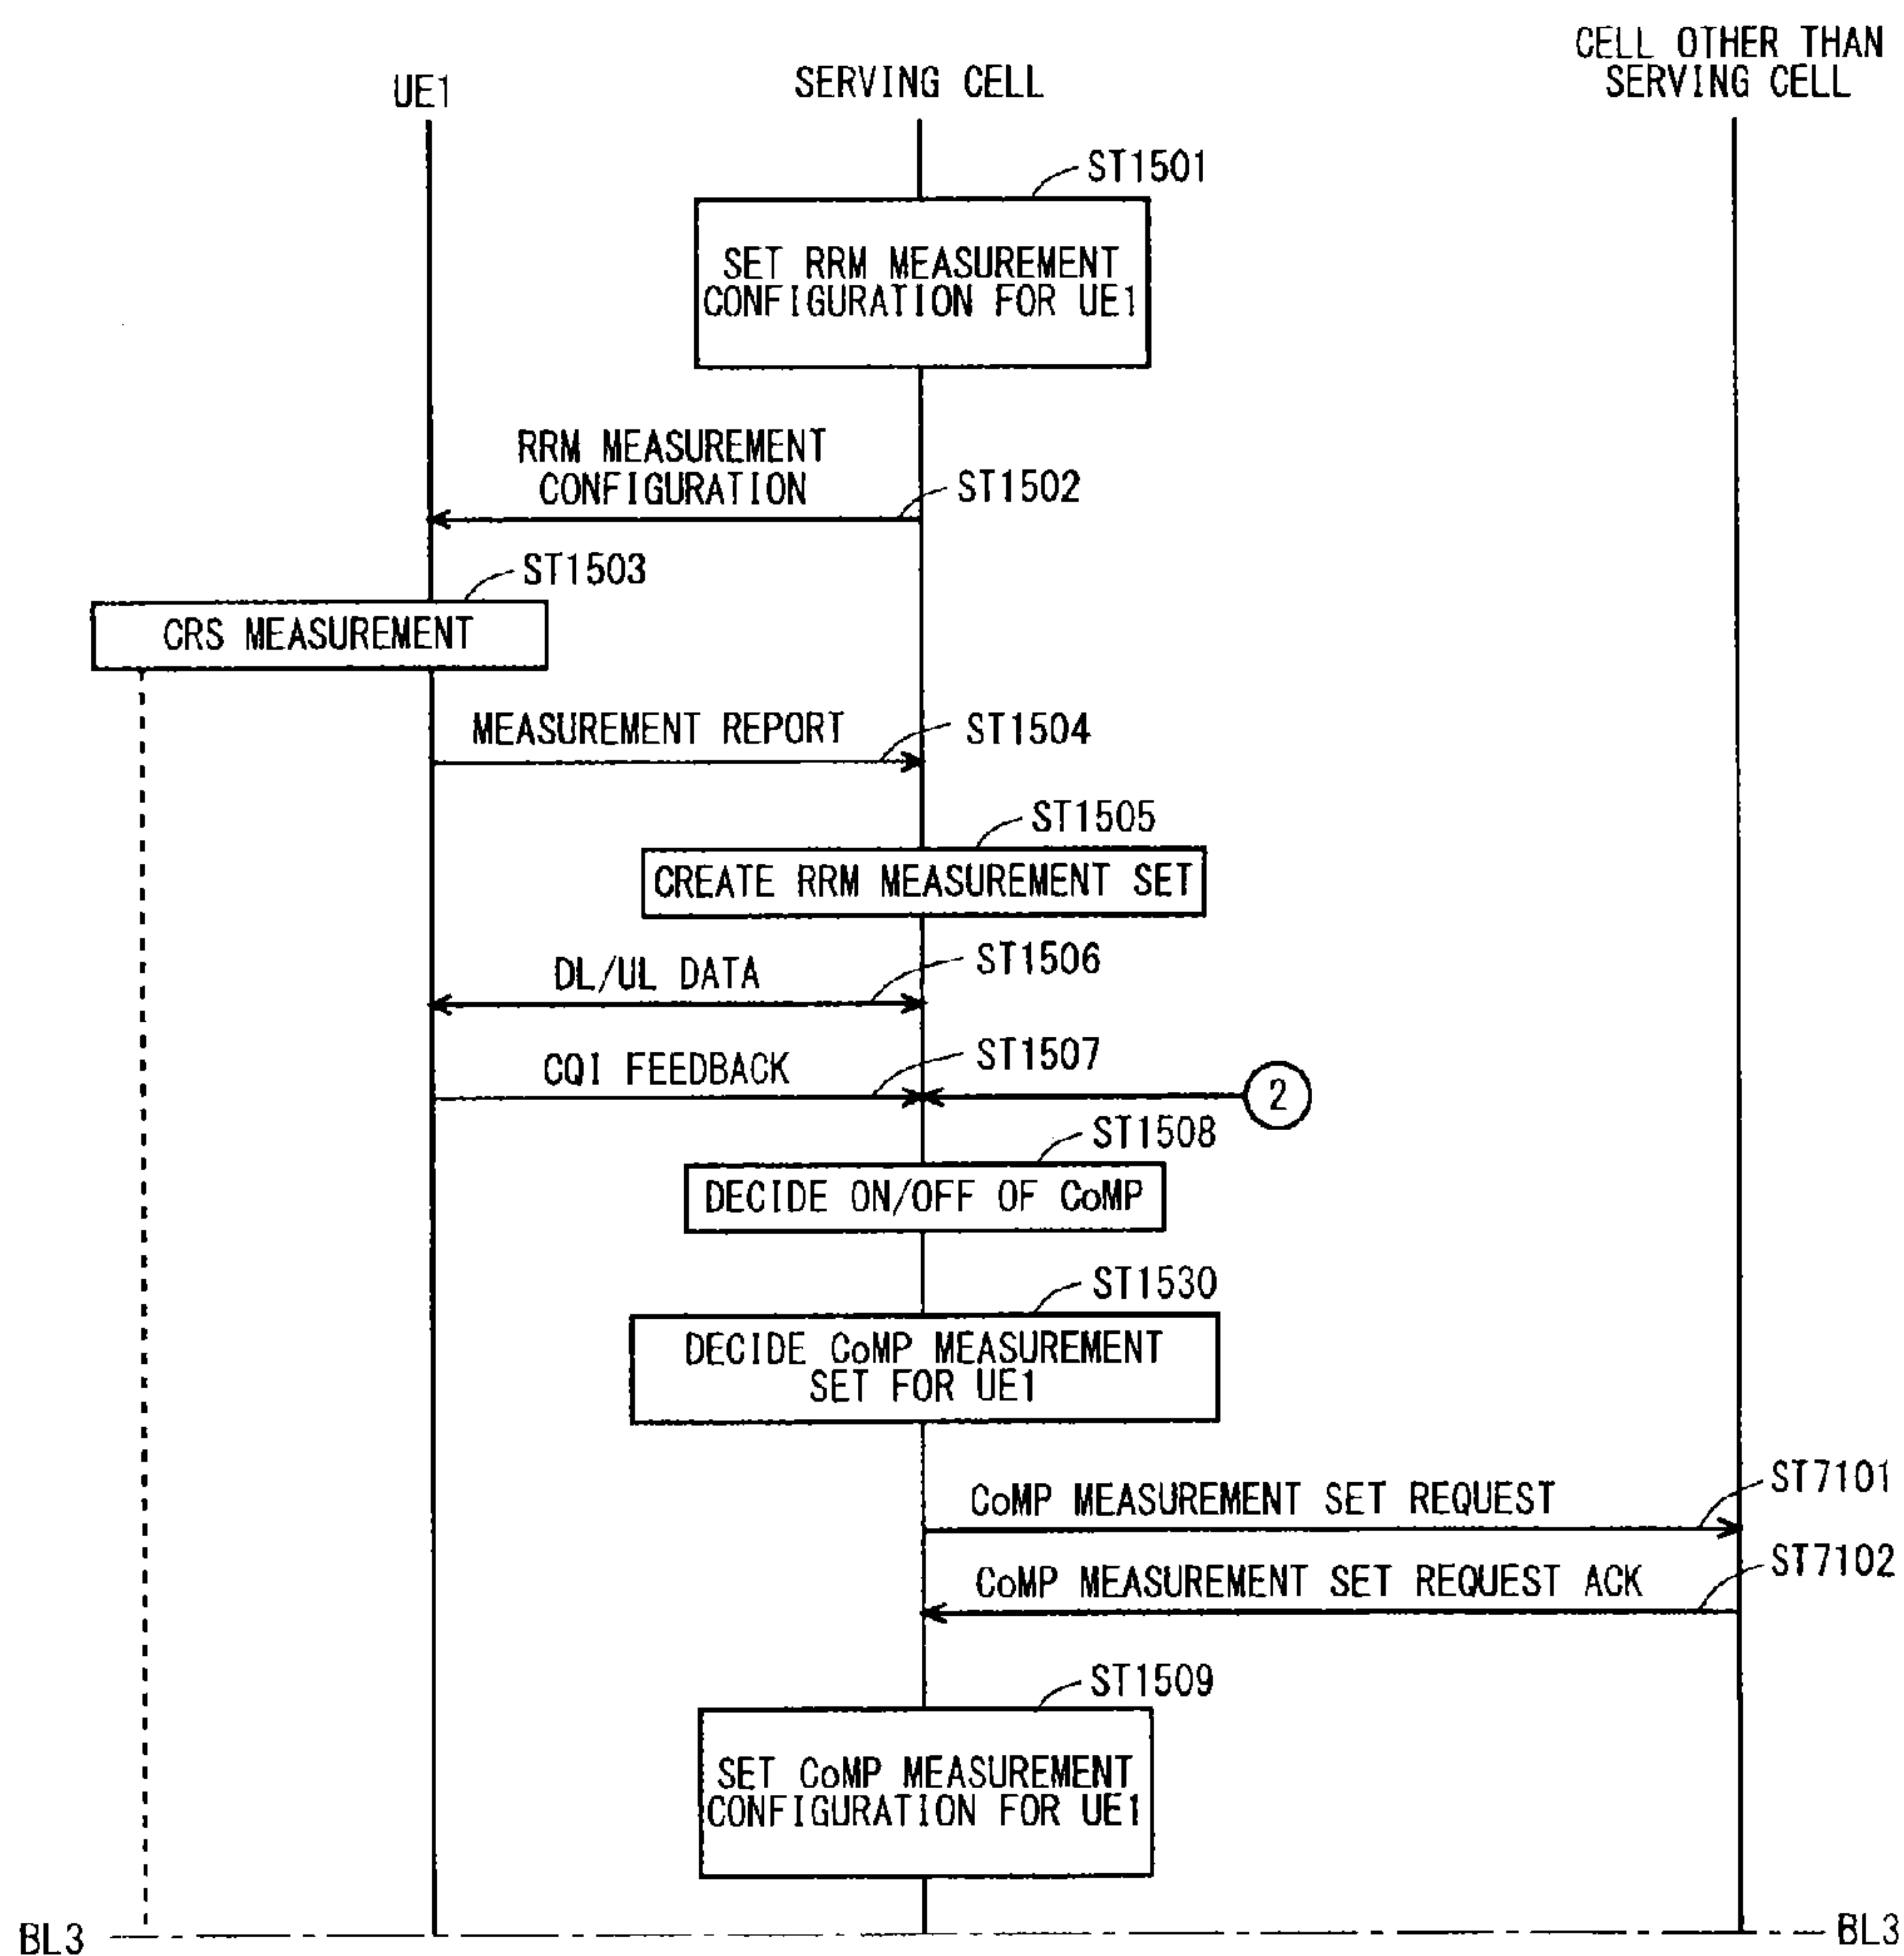 UE1
SERVING CELL
CELL OTHER THAN
SERVING CELL
ST1501
SET RRM MEASUREMENT
CONFIGURATION FOR UE1
RRM MEASUREMENT
CONFIGURATION
ST1502
ST1503
CRS MEASUREMENT
MEASUREMENT REPORT
ST1504
ST1505
CREATE RRM MEASUREMENT SET
DL/UL DATA
ST1506
CQI FEEDBACK
ST1507
2
ST1508
DECIDE ON/OFF OF CoMP
ST1530
DECIDE CoMP MEASUREMENT
SET FOR UE1
CoMP MEASUREMENT SET REQUEST
ST7101
CoMP MEASUREMENT SET REQUEST ACK
ST7102
ST1509
SET CoMP MEASUREMENT
CONFIGURATION FOR UE1
BL3
BL3